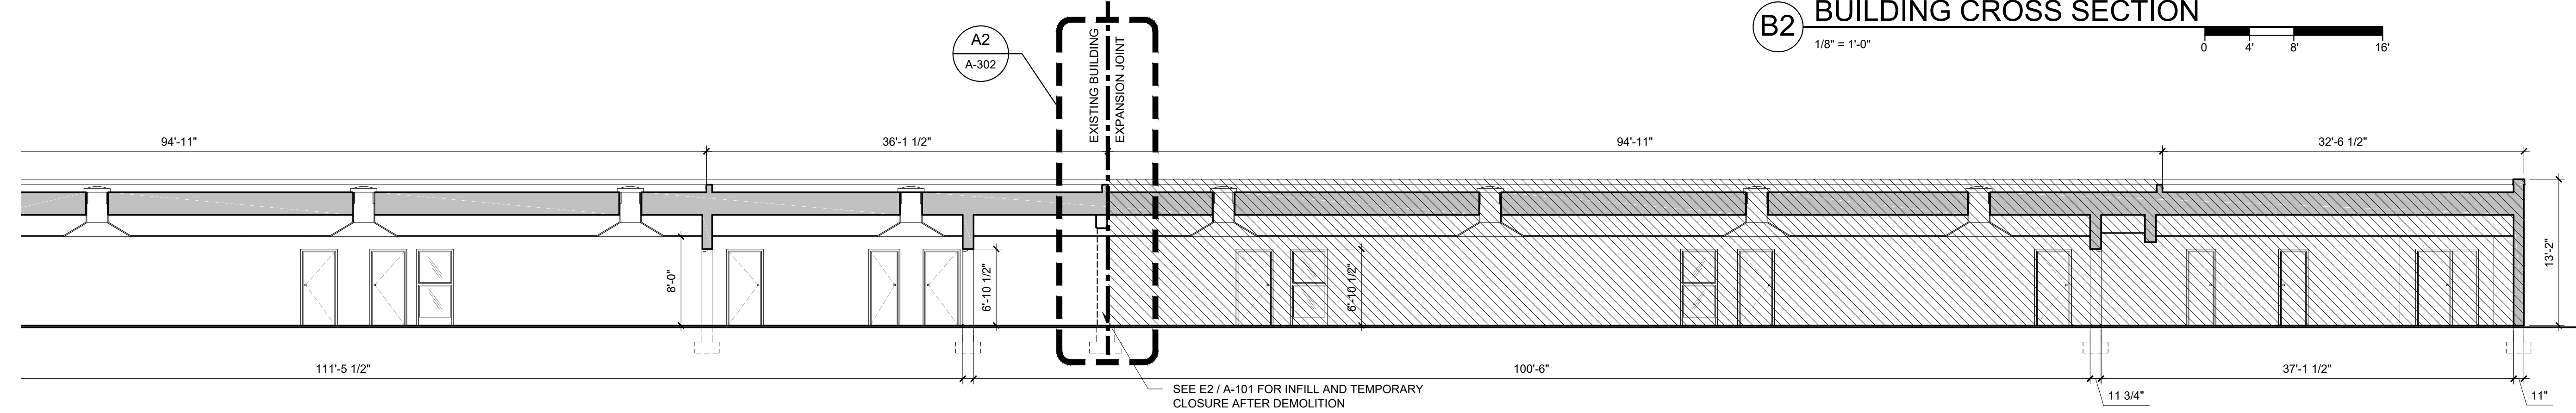 B2
BUILDING CROSS SECTION
1/8" = 1'-0"
0 4' 8' 16'
A2
A-302
EXISTING BUILDING
EXPANSION JOINT
94'-11"
36'-1 1/2"
94'-11"
32'-6 1/2"
8'-0"
6'-10 1/2"
6'-10 1/2"
13'-2"
111'-5 1/2"
100'-6"
37'-1 1/2"
SEE E2 / A-101 FOR INFILL AND TEMPORARY
CLOSURE AFTER DEMOLITION
11 3/4"
11"